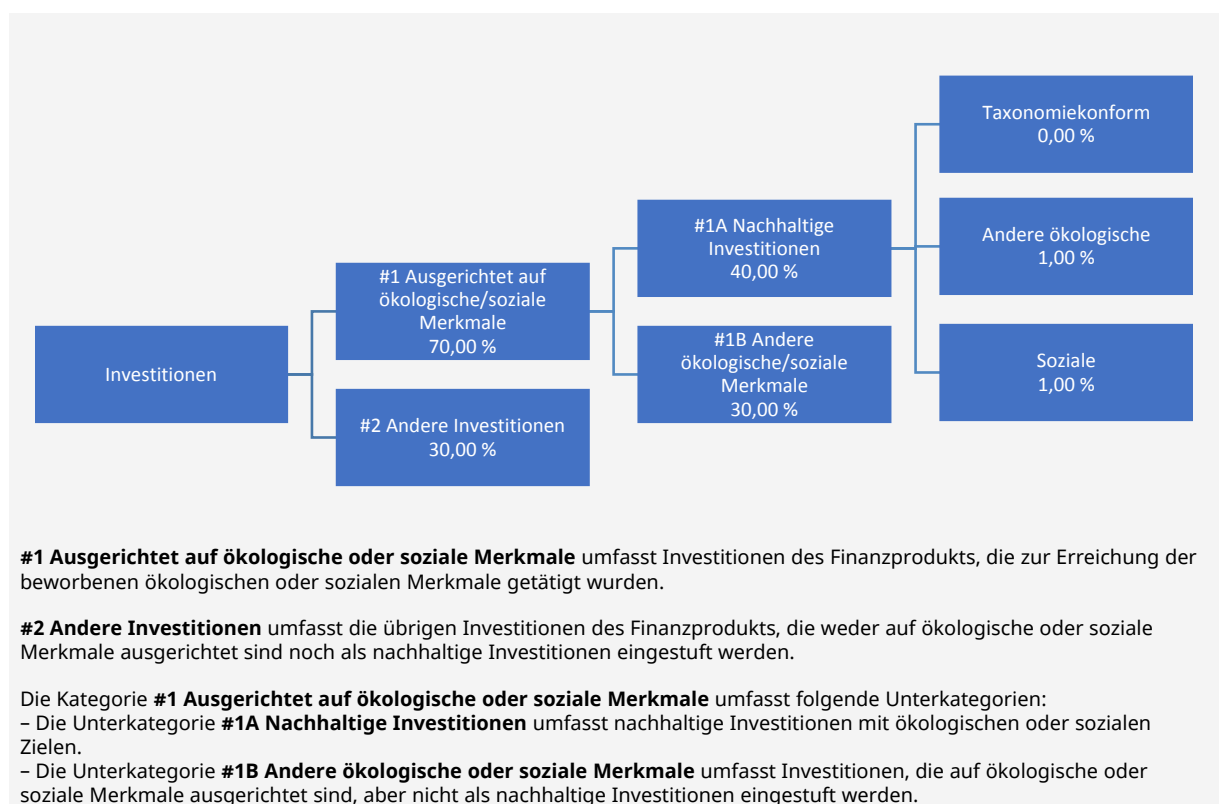 Investitionen
#1 Ausgerichtet auf
ökologische/soziale
Merkmale
70,00 %
#2 Andere Investitionen
30,00 %
#1A Nachhaltige
Investitionen
40,00 %
#1B Andere
ökologische/soziale
Merkmale
30,00 %
Taxonomiekonform
0,00 %
Andere ökologische
1,00 %
Soziale
1,00 %
#1 Ausgerichtet auf ökologische oder soziale Merkmale umfasst Investitionen des Finanzprodukts, die zur Erreichung der
beworbenen ökologischen oder sozialen Merkmale getätigt wurden.
#2 Andere Investitionen umfasst die übrigen Investitionen des Finanzprodukts, die weder auf ökologische oder soziale
Merkmale ausgerichtet sind noch als nachhaltige Investitionen eingestuft werden.
Die Kategorie #1 Ausgerichtet auf ökologische oder soziale Merkmale umfasst folgende Unterkategorien:
– Die Unterkategorie #1A Nachhaltige Investitionen umfasst nachhaltige Investitionen mit ökologischen oder sozialen
Zielen.
– Die Unterkategorie #1B Andere ökologische oder soziale Merkmale umfasst Investitionen, die auf ökologische oder
soziale Merkmale ausgerichtet sind, aber nicht als nachhaltige Investitionen eingestuft werden.